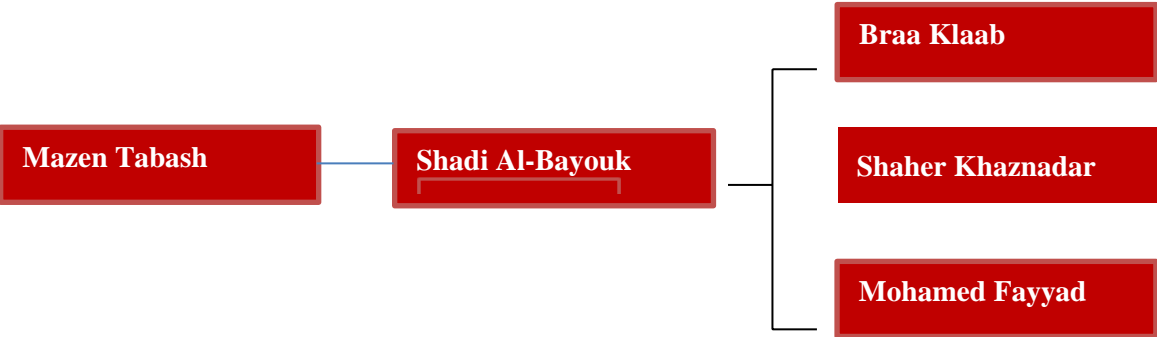 Braa Klaab
Mazen Tabash
Shadi Al-Bayouk
Shaher Khaznadar
Mohamed Fayyad